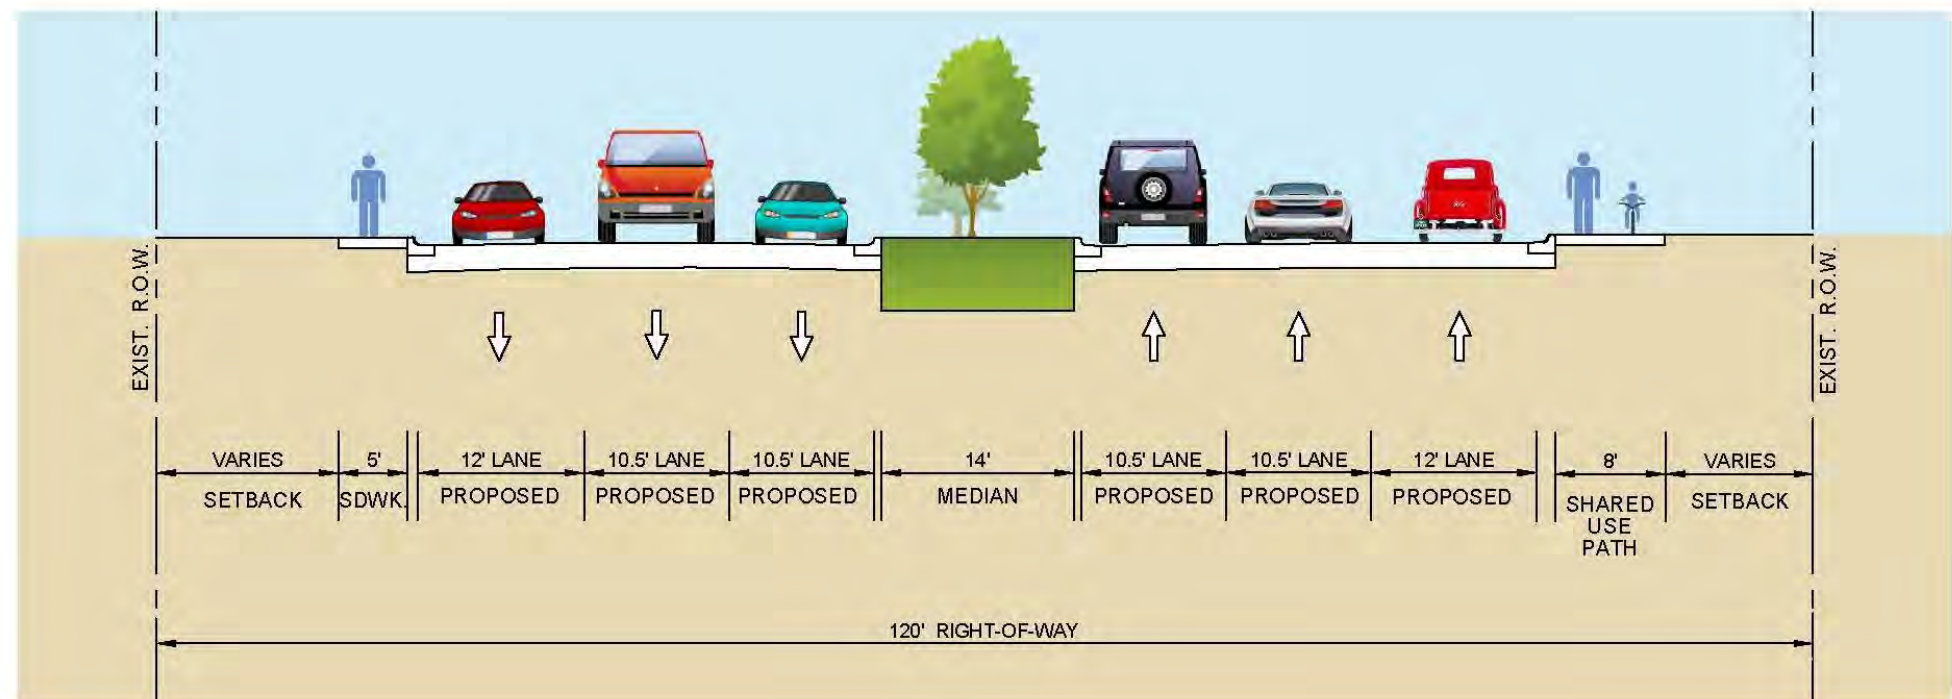 EXIST. R.O.W.
EXIST. R.O.W.
VARIES
SETBACK
5'
SDWK.
12' LANE
PROPOSED
10.5' LANE
PROPOSED
10.5' LANE
PROPOSED
14'
MEDIAN
10.5' LANE
PROPOSED
10.5' LANE
PROPOSED
12' LANE
PROPOSED
8'
SHARED
USE
PATH
VARIES
SETBACK
120' RIGHT-OF-WAY